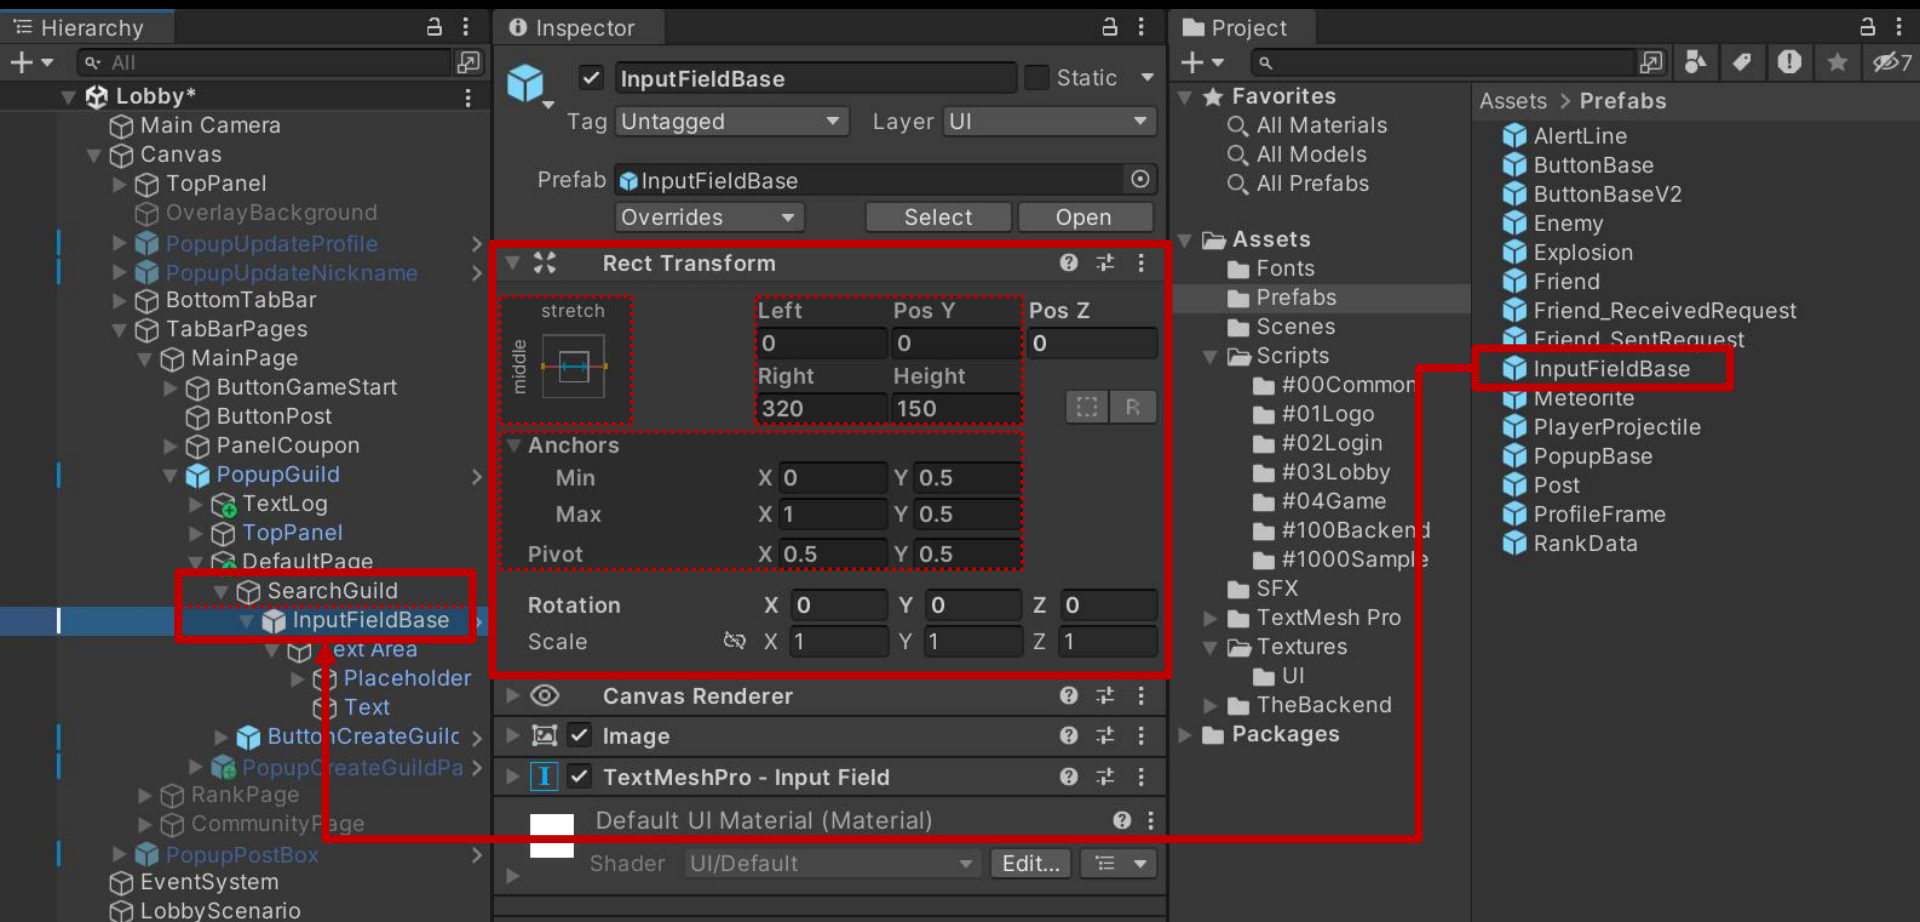 Hierarchy
All
Lobby*
Main Camera
Canvas
TopPanel
OverlayBackground
PopupUpdateProfile
PopupUpdateNickname
BottomTabBar
TabBarPages
MainPage
ButtonGameStart
ButtonPost
PanelCoupon
PopupGuild
TextLog
TopPanel
DefaultPage
SearchGuild
InputFieldBase
Text Area
Placeholder
Text
ButtonCreateGuild
PopupCreateGuildPa
RankPage
CommunityPage
PopupPostBox
EventSystem
LobbyScenario
Inspector
InputFieldBase Static
Tag Untagged Layer UI
Prefab InputFieldBase
Overrides Select Open
Rect Transform
stretch
middle
Left Pos Y Pos Z
0 0 0
Right Height
320 150 R
Anchors
Min X 0 Y 0.5
Max X 1 Y 0.5
Pivot X 0.5 Y 0.5
Rotation X 0 Y 0 Z 0
Scale X 1 Y 1 Z 1
Canvas Renderer
Image
TextMeshPro - Input Field
Default UI Material (Material)
Shader UI/Default Edit...
Project
7
Favorites
All Materials
All Models
All Prefabs
Assets
Fonts
Prefabs
Scenes
Scripts
#00Common
#01Logo
#02Login
#03Lobby
#04Game
#100Backend
#1000Sample
SFX
TextMesh Pro
Textures
UI
TheBackend
Packages
Assets > Prefabs
AlertLine
ButtonBase
ButtonBaseV2
Enemy
Explosion
Friend
Friend_ReceivedRequest
Friend_SentRequest
InputFieldBase
Meteorite
PlayerProjectile
PopupBase
Post
ProfileFrame
RankData